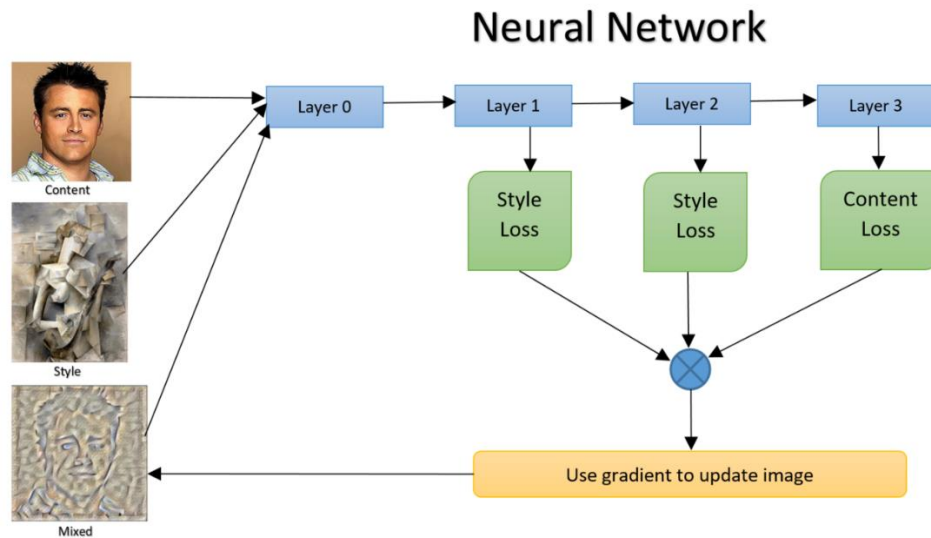 Neural Network
Layer 0
Layer 1
Layer 2
Layer 3
Content
Style
Loss
Style
Loss
Content
Loss
Style
Use gradient to update image
Mixed